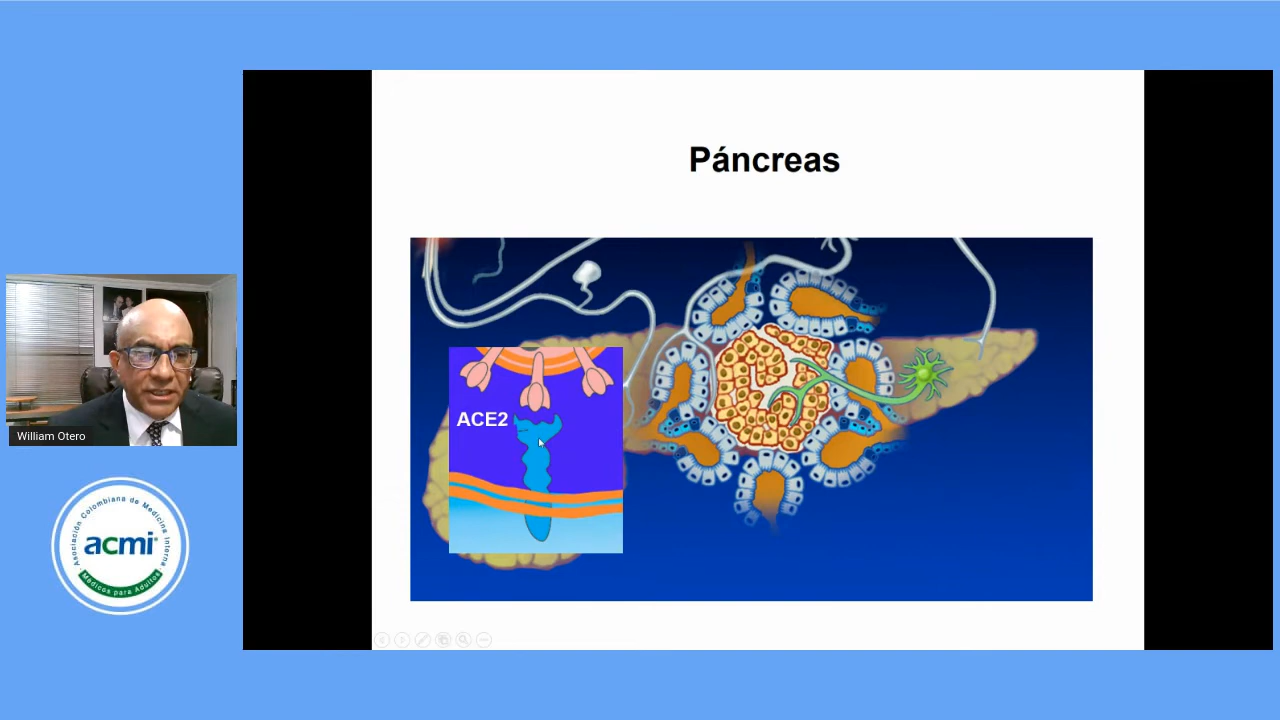 Páncreas
ACE2
William Otero
Asociación Colombiana de Medicina Interna
acmi
Médicos para Adultos